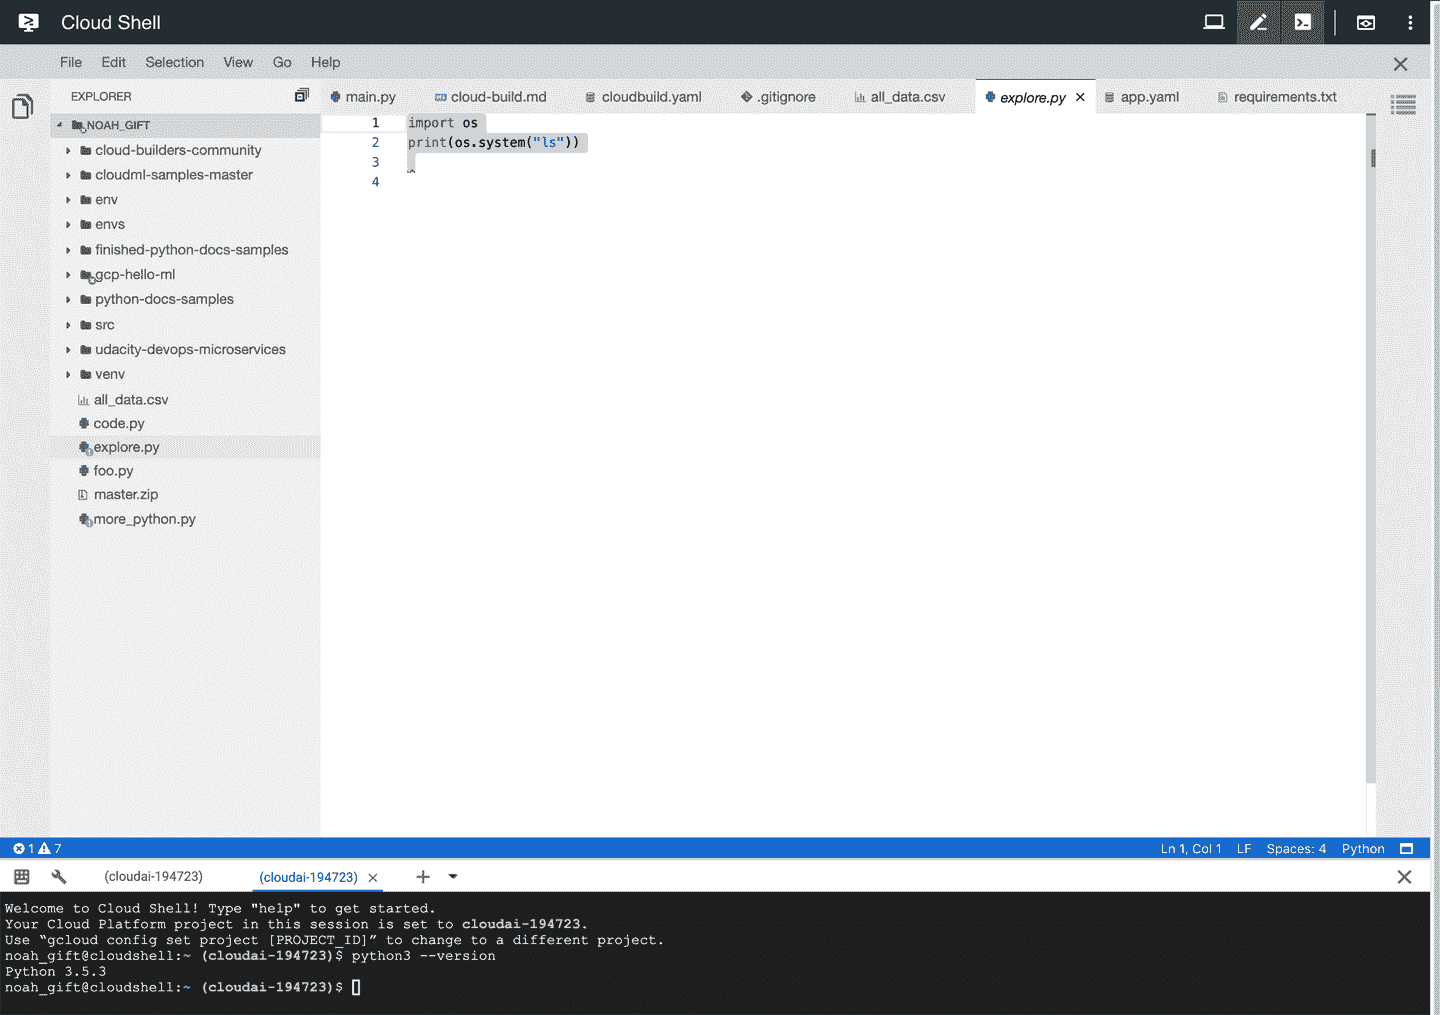 Cloud Shell
File Edit Selection View Go Help
EXPLORER
NOAH_GIFT
cloud-builders-community
cloudml-samples-master
env
envs
finished-python-docs-samples
gcp-hello-ml
python-docs-samples
src
udacity-devops-microservices
venv
all_data.csv
code.py
explore.py
foo.py
master.zip
more_python.py
main.py cloud-build.md cloudbuild.yaml .gitignore all_data.csv explore.py app.yaml requirements.txt
1 import os
2 print(os.system("ls"))
3
4
1 7 Ln 1, Col 1 LF Spaces: 4 Python
(cloudai-194723) (cloudai-194723)
Welcome to Cloud Shell! Type "help" to get started.
Your Cloud Platform project in this session is set to cloudai-194723.
Use “gcloud config set project [PROJECT_ID]” to change to a different project.
noah_gift@cloudshell:~ (cloudai-194723)$ python3 --version
Python 3.5.3
noah_gift@cloudshell:~ (cloudai-194723)$